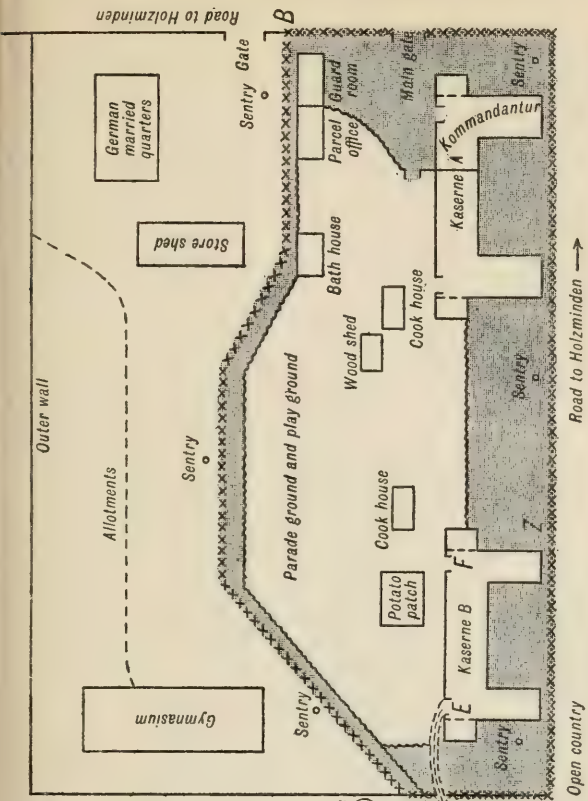 Road to Holzminden
B
Gate
Sentry
German
married
quarters
Outer wall
Store shed
Allotments
Gymnasium
Sentry
Sentry
Guard
room
Main gate
Parcel
office
Bath house
Parade ground and play ground
Wood shed
Cook house
Cook house
Potato
patch
Sentry
Kommandantur
Kaserne A
Sentry
Z
F
Kaserne B
E
Sentry
Open country
Road to Holzminden